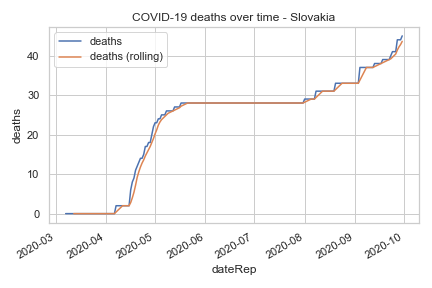 COVID-19 deaths over time - Slovakia
deaths
deaths (rolling)
deaths
40
30
20
10
0
2020-03
2020-04
2020-05
2020-06
2020-07
2020-08
2020-09
2020-10
dateRep